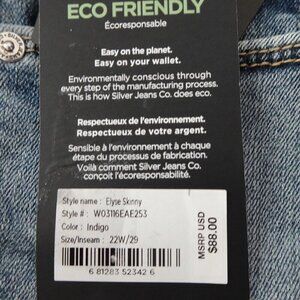 ECO FRIENDLY
Écoresponsable
Easy on the planet.
Easy on your wallet.
Environmentally conscious through
every step of the manufacturing process.
This is how Silver Jeans Co. does eco.
Respectueux de l'environnement.
Respectueux de votre argent.
Sensible à l'environnement à chaque
étape du processus de fabrication.
Voilà comment Silver Jeans Co.
conçoit l'écoresponsabilité.
Style name : Elyse Skinny
Style # : W03116EAE253
Color : Indigo
Size/Inseam : 22W/29
MSRP USD
$88.00
6 81283 52342 6